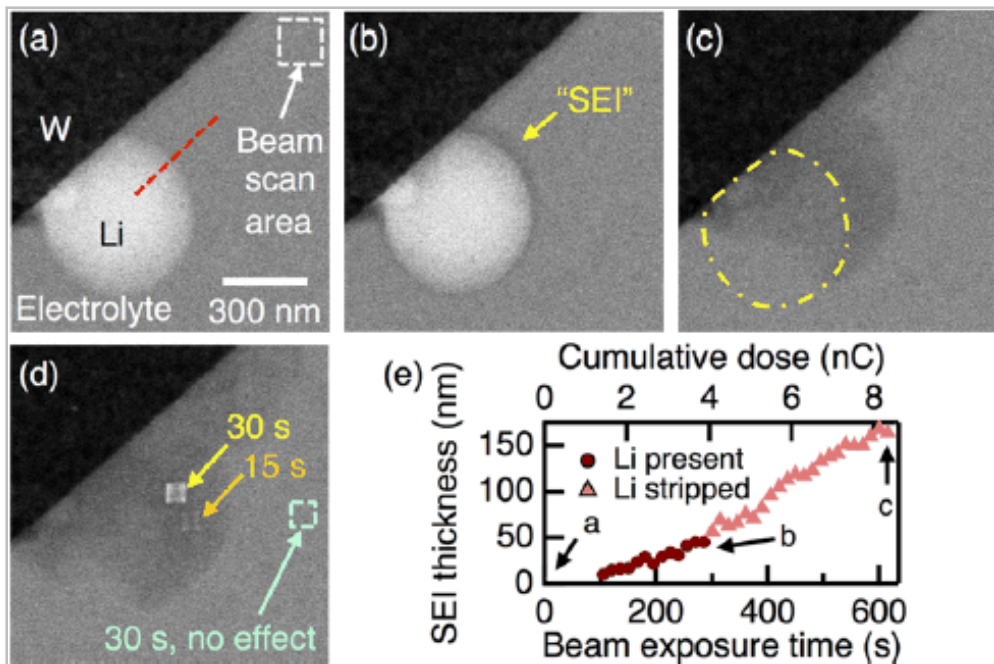 (a)
W
Li
Electrolyte
Beam
scan
area
300 nm
(b)
“SEI”
(c)
(d)
30 s
15 s
30 s, no effect
(e)
Cumulative dose (nC)
0 2 4 6 8
SEI thickness (nm)
150
100
50
0
Li present
Li stripped
a
b
c
0 200 400 600
Beam exposure time (s)